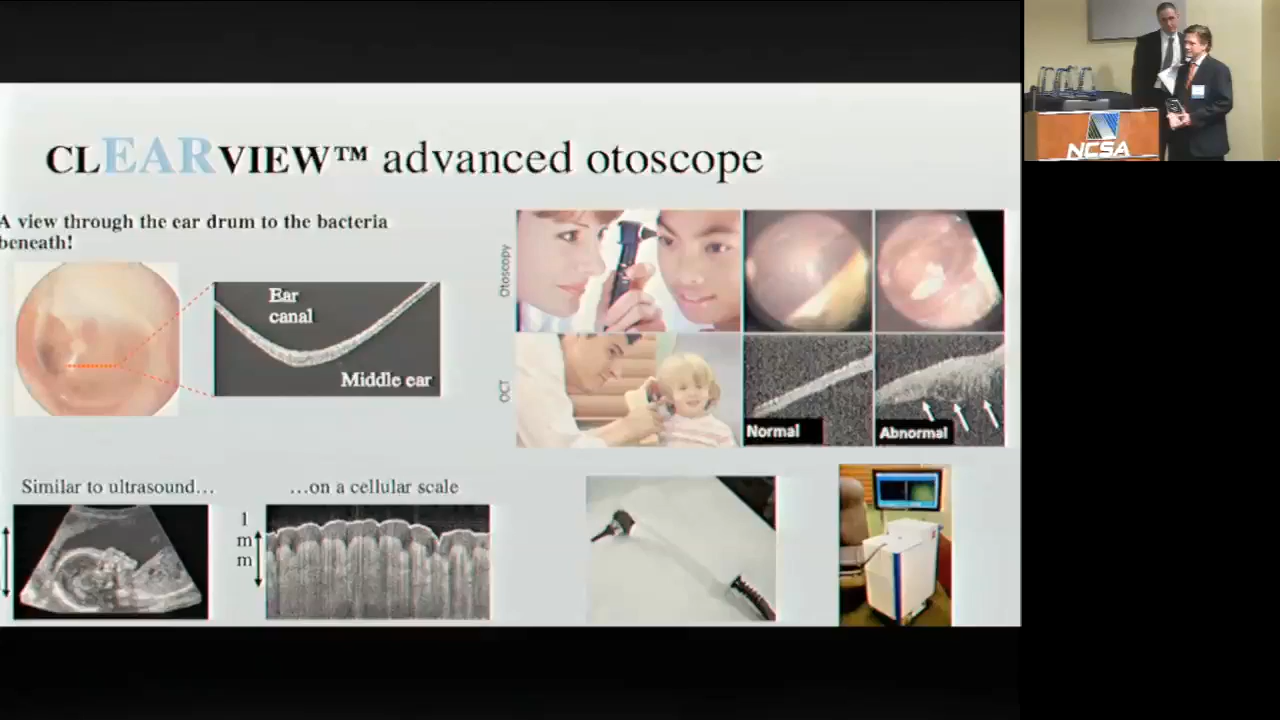 CLEARVIEW™ advanced otoscope
A view through the ear drum to the bacteria
beneath!
Ear
canal
Middle ear
Otoscopy
OCT
Normal
Abnormal
Similar to ultrasound…
…on a cellular scale
1
m
m
NCSA